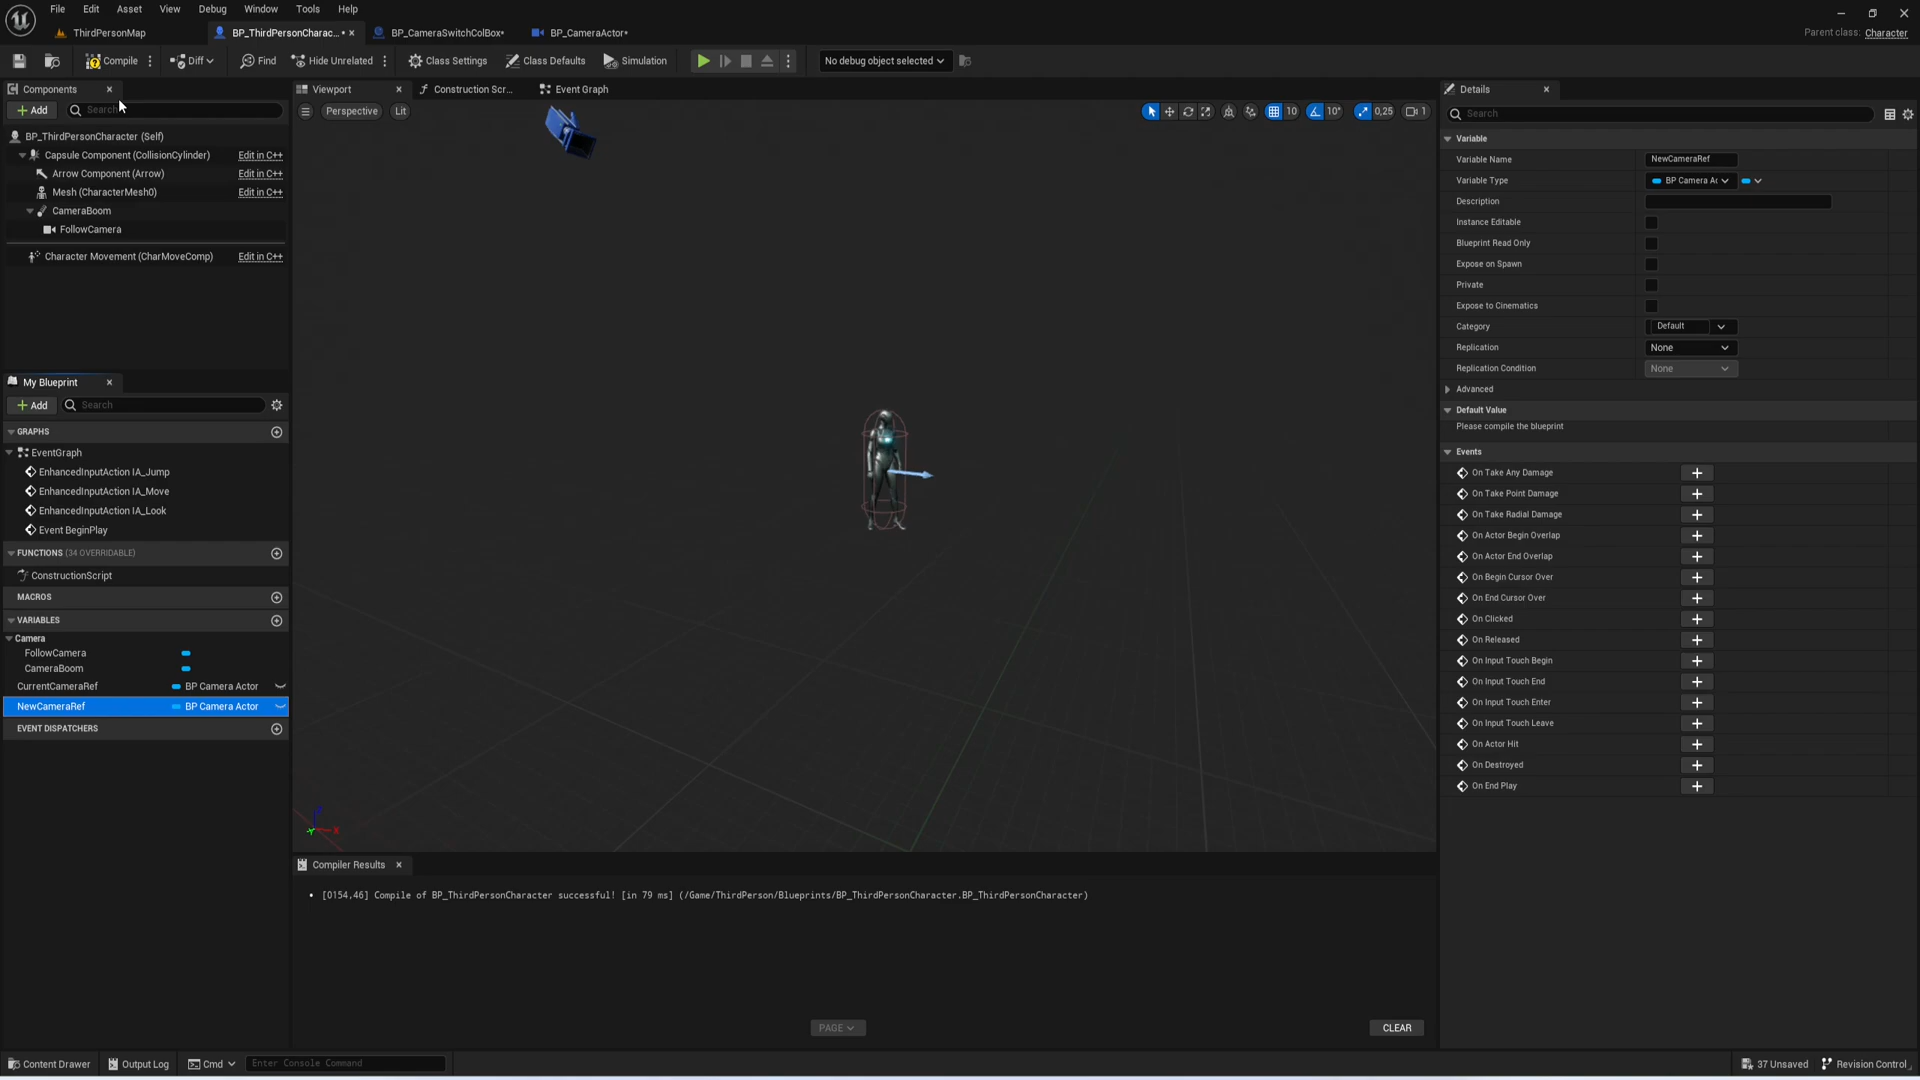 File Edit Asset View Debug Window Tools Help
ThirdPersonMap BP_ThirdPersonCharac...* BP_CameraSwitchColBox* BP_CameraActor* Parent class: Character
Compile Diff Find Hide Unrelated Class Settings Class Defaults Simulation No debug object selected
Components
Add Search
BP_ThirdPersonCharacter (Self)
Capsule Component (CollisionCylinder) Edit in C++
Arrow Component (Arrow) Edit in C++
Mesh (CharacterMesh0) Edit in C++
CameraBoom
FollowCamera
Character Movement (CharMoveComp) Edit in C++
My Blueprint
Add Search
GRAPHS
EventGraph
EnhancedInputAction IA_Jump
EnhancedInputAction IA_Move
EnhancedInputAction IA_Look
Event BeginPlay
FUNCTIONS (34 OVERRIDABLE)
ConstructionScript
MACROS
VARIABLES
Camera
FollowCamera
CameraBoom
CurrentCameraRef BP Camera Actor
NewCameraRef BP Camera Actor
EVENT DISPATCHERS
Viewport Construction Scr... Event Graph
Perspective Lit 10 10° 0,25 1
Compiler Results
[0154,46] Compile of BP_ThirdPersonCharacter successful! [in 79 ms] (/Game/ThirdPerson/Blueprints/BP_ThirdPersonCharacter.BP_ThirdPersonCharacter)
PAGE CLEAR
Details
Search
Variable
Variable Name NewCameraRef
Variable Type BP Camera Ac
Description
Instance Editable
Blueprint Read Only
Expose on Spawn
Private
Expose to Cinematics
Category Default
Replication None
Replication Condition None
Advanced
Default Value
Please compile the blueprint
Events
On Take Any Damage
On Take Point Damage
On Take Radial Damage
On Actor Begin Overlap
On Actor End Overlap
On Begin Cursor Over
On End Cursor Over
On Clicked
On Released
On Input Touch Begin
On Input Touch End
On Input Touch Enter
On Input Touch Leave
On Actor Hit
On Destroyed
On End Play
Content Drawer Output Log Cmd Enter Console Command 37 Unsaved Revision Control